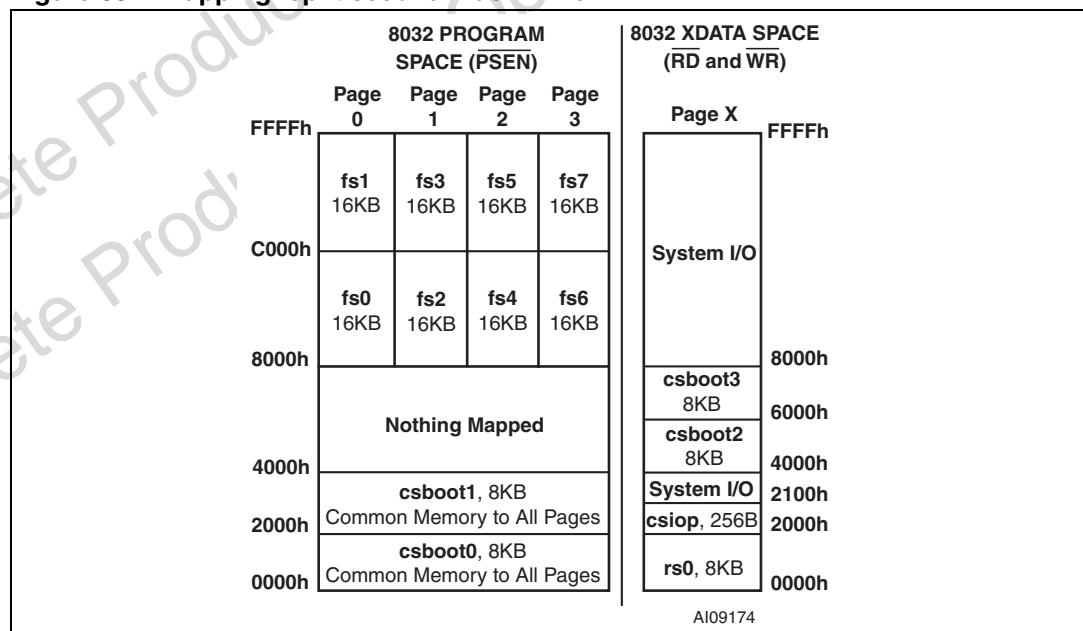 8032 PROGRAM
SPACE (PSEN)
Page 0
Page 1
Page 2
Page 3
FFFFh
fs1
16KB
fs3
16KB
fs5
16KB
fs7
16KB
C000h
fs0
16KB
fs2
16KB
fs4
16KB
fs6
16KB
8000h
Nothing Mapped
4000h
csboot1, 8KB
Common Memory to All Pages
2000h
csboot0, 8KB
Common Memory to All Pages
0000h
8032 XDATA SPACE
(RD and WR)
Page X
FFFFh
System I/O
8000h
csboot3
8KB
6000h
csboot2
8KB
4000h
System I/O
2100h
csiop, 256B
2000h
rs0, 8KB
0000h
AI09174